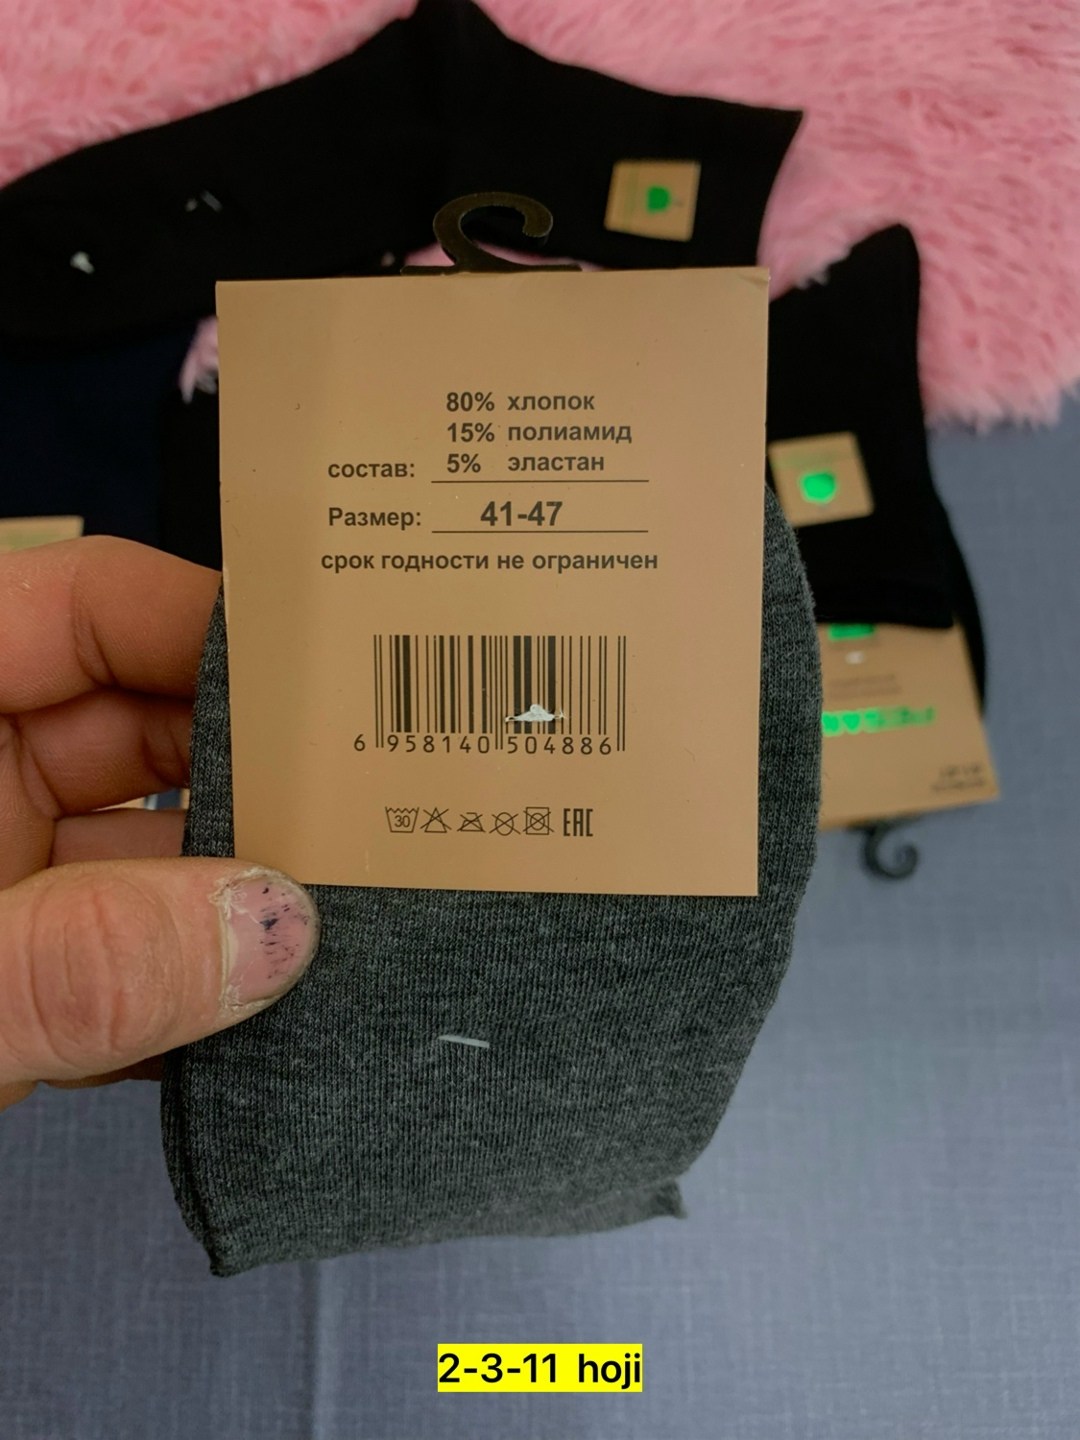 80% хлопок
15% полиамид
состав: 5% эластан
Размер: 41-47
срок годности не ограничен
6 958140 504886
30 EAC
2-3-11 hoji